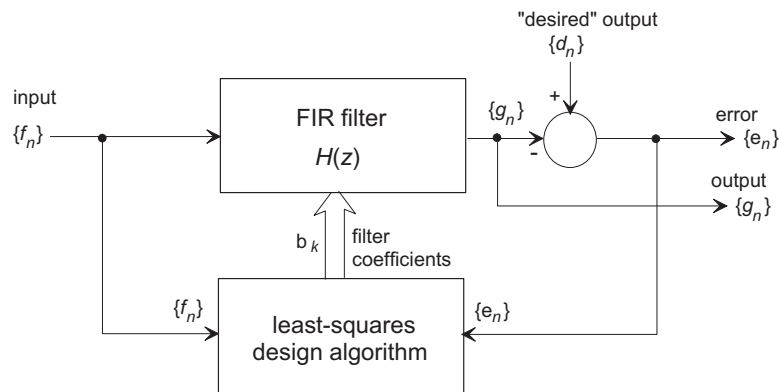 "desired" output
{dₙ}
input
{fₙ}
FIR filter
H(z)
{gₙ}
+
-
error
{eₙ}
output
{gₙ}
bₖ
filter
coefficients
{fₙ}
least-squares
design algorithm
{eₙ}